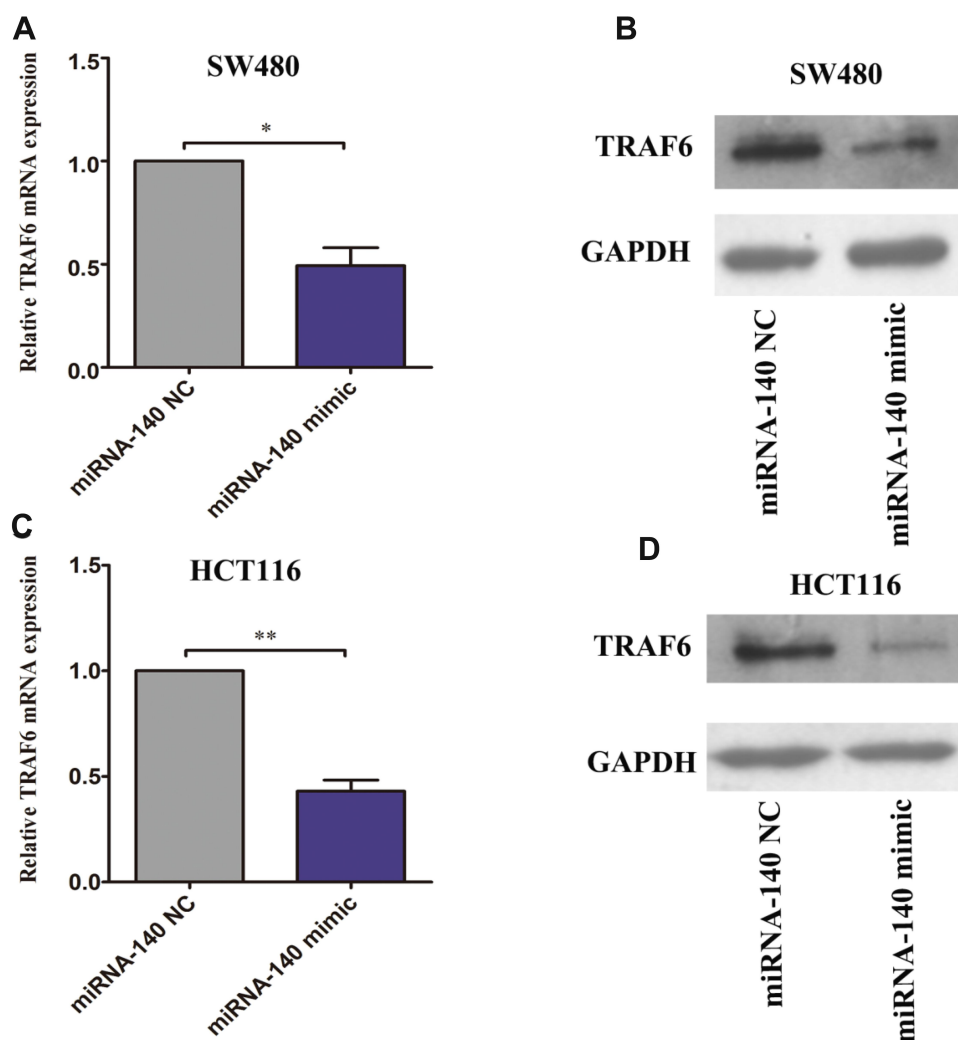 A
Relative TRAF6 mRNA expression
SW480
1.5
1.0
0.5
0.0
*
miRNA-140 NC
miRNA-140 mimic
B
SW480
TRAF6
GAPDH
miRNA-140 NC
miRNA-140 mimic
C
Relative TRAF6 mRNA expression
HCT116
1.5
1.0
0.5
0.0
**
miRNA-140 NC
miRNA-140 mimic
D
HCT116
TRAF6
GAPDH
miRNA-140 NC
miRNA-140 mimic